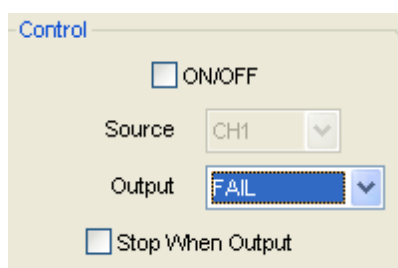 Control
ON/OFF
Source CH1
Output FAIL
Stop When Output